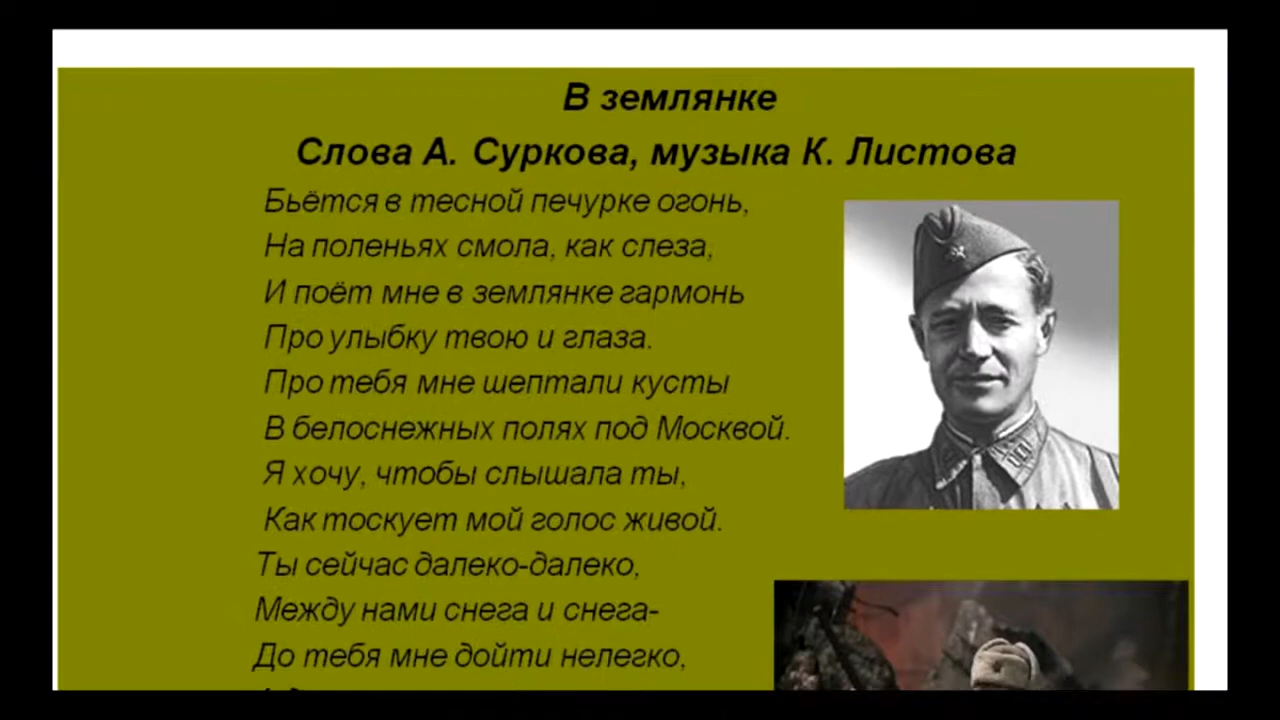 В землянке
Слова А. Суркова, музыка К. Листова
Бьётся в тесной печурке огонь,
На поленьях смола, как слеза,
И поёт мне в землянке гармонь
Про улыбку твою и глаза.
Про тебя мне шептали кусты
В белоснежных полях под Москвой.
Я хочу, чтобы слышала ты,
Как тоскует мой голос живой.
Ты сейчас далеко-далеко,
Между нами снега и снега-
До тебя мне дойти нелегко,